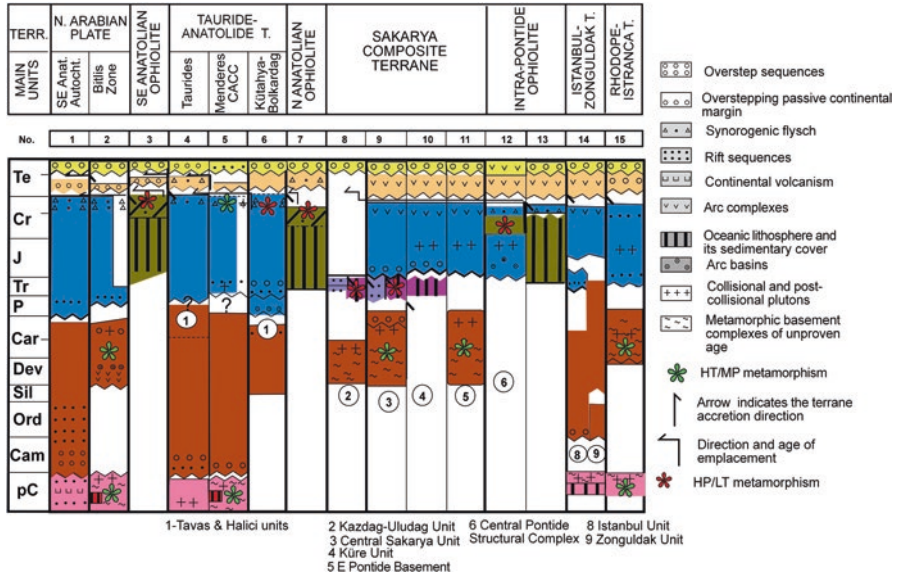 TERR.
N. ARABIAN
PLATE
SE ANATOLIAN
OPHIOLITE
TAURIDE-
ANATOLIDE T.
N ANATOLIAN
OPHIOLITE
SAKARYA
COMPOSITE
TERRANE
INTRA-PONTIDE
OPHIOLITE
ISTANBUL-
ZONGULDAK T.
RHODOPE-
ISTRANCA T.
MAIN
UNITS
SE Anat.
Autocht.
Bitlis
Zone
Taurides
Menderes
CACC
Kütahya-
Bolkardag
No. 1 2 3 4 5 6 7 8 9 10 11 12 13 14 15
Te
Cr
J
Tr
P
Car
Dev
Sil
Ord
Cam
pC
? ?
1 1
2 3 4 5 6
8 9
Overstep sequences
Overstepping passive continental
margin
Synorogenic flysch
Rift sequences
Continental volcanism
Arc complexes
Oceanic lithosphere and
its sedimentary cover
Arc basins
Collisional and post-
collisional plutons
Metamorphic basement
complexes of unproven
age
HT/MP metamorphism
Arrow indicates the terrane
accretion direction
Direction and age of
emplacement
HP/LT metamorphism
1-Tavas & Halici units
2 Kazdag-Uludag Unit
3 Central Sakarya Unit
4 Küre Unit
5 E Pontide Basement
6 Central Pontide
Structural Complex
8 Istanbul Unit
9 Zonguldak Unit